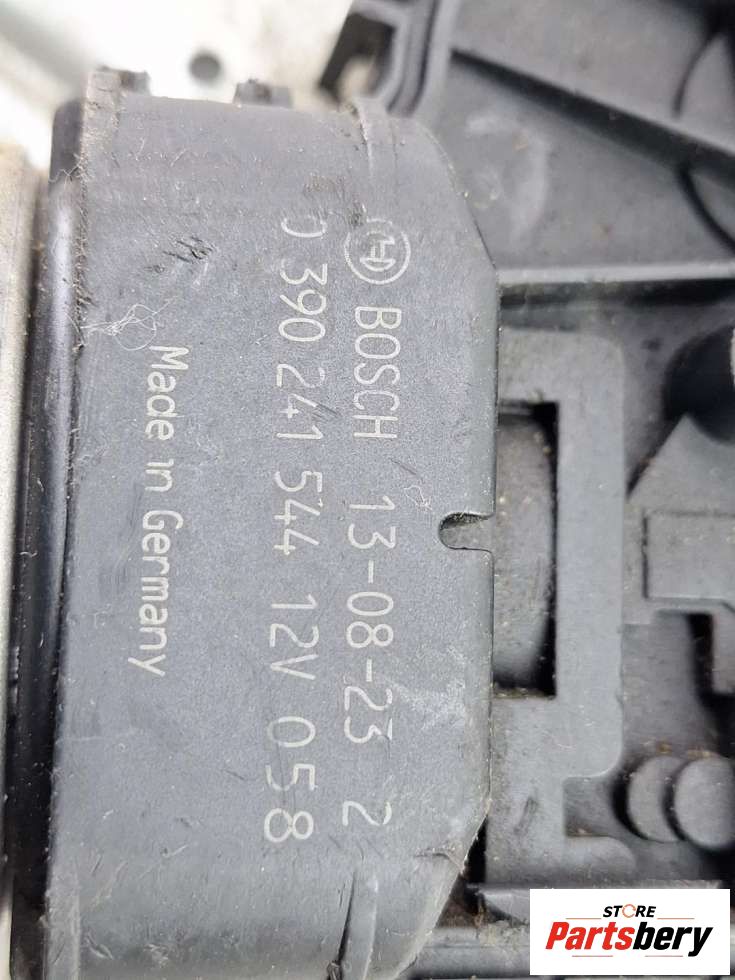 BOSCH 13-08-23 2
0 390 241 544 12V 058
Made in Germany
STORE
Partsbery